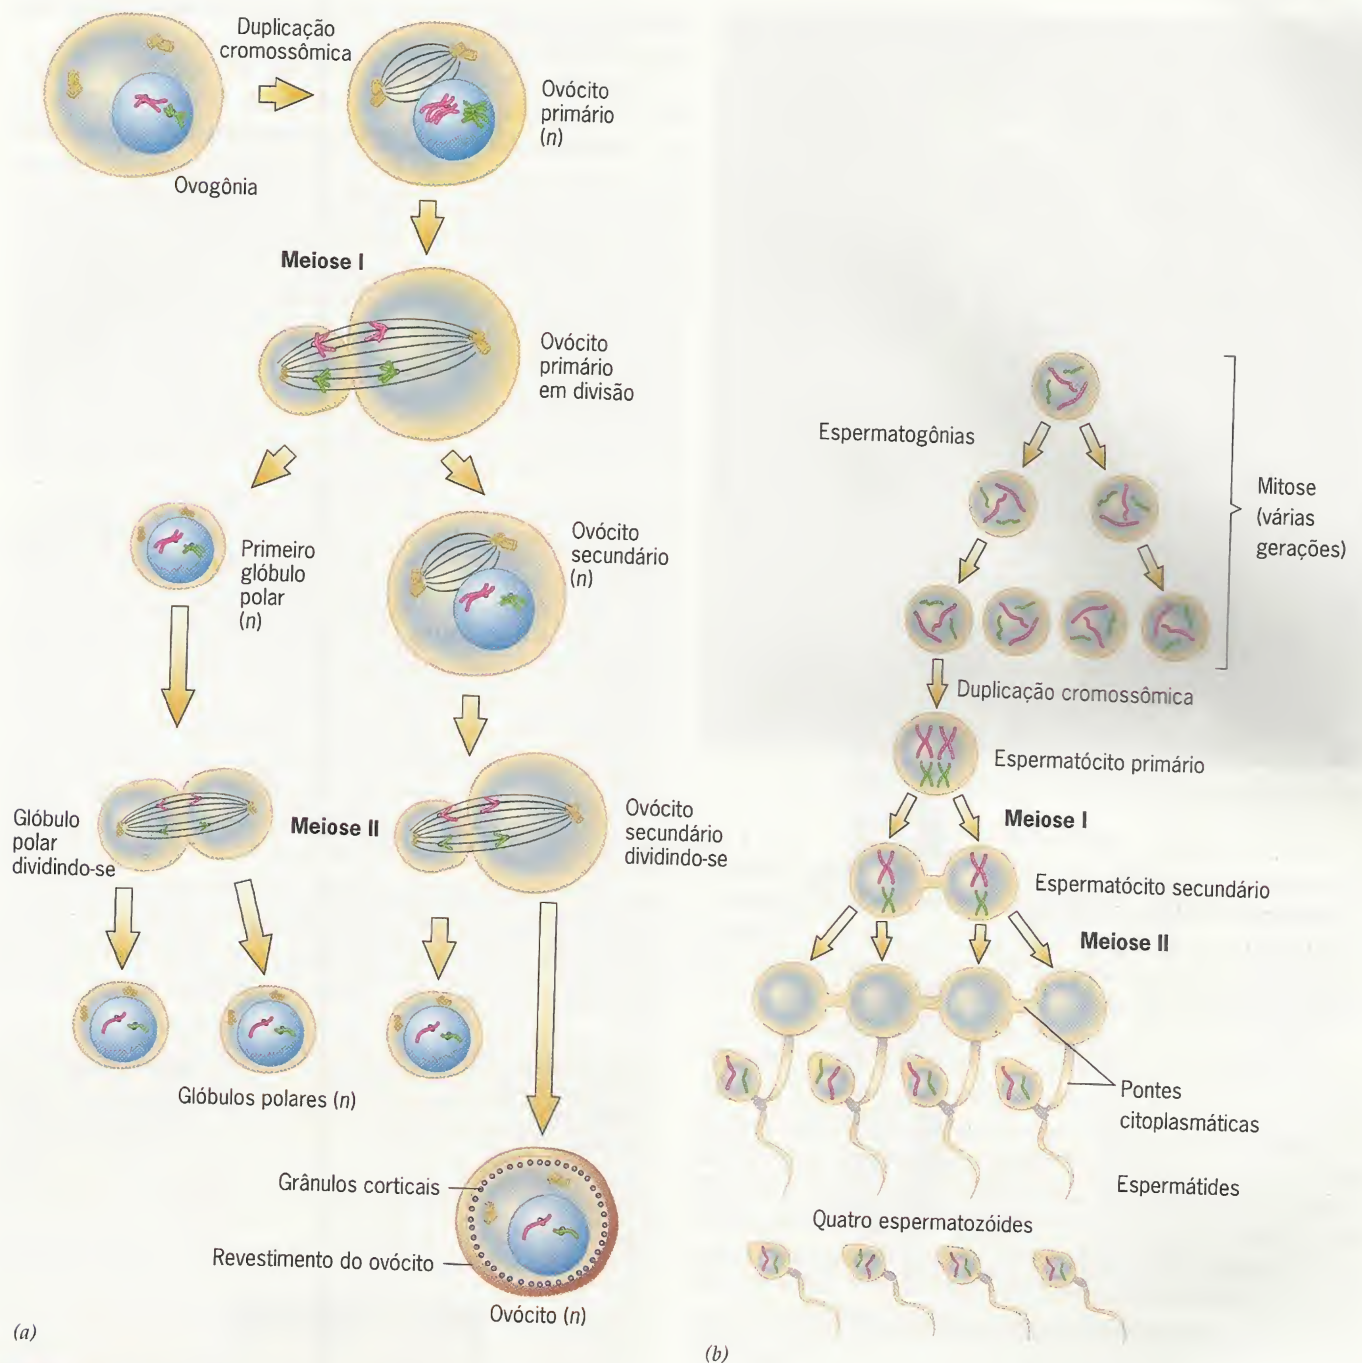 Duplicação
cromossômica
Ovócito
primário
(n)
Ovogônia
Meiose I
Ovócito
primário
em divisão
Primeiro
glóbulo
polar
(n)
Ovócito
secundário
(n)
Glóbulo
polar
dividindo-se
Meiose II
Ovócito
secundário
dividindo-se
Glóbulos polares (n)
Grânulos corticais
Revestimento do ovócito
Ovócito (n)
(a)
Espermatogônias
Mitose
(várias
gerações)
Duplicação cromossômica
Espermatócito primário
Meiose I
Espermatócito secundário
Meiose II
Pontes
citoplasmáticas
Espermátides
Quatro espermatozóides
(b)